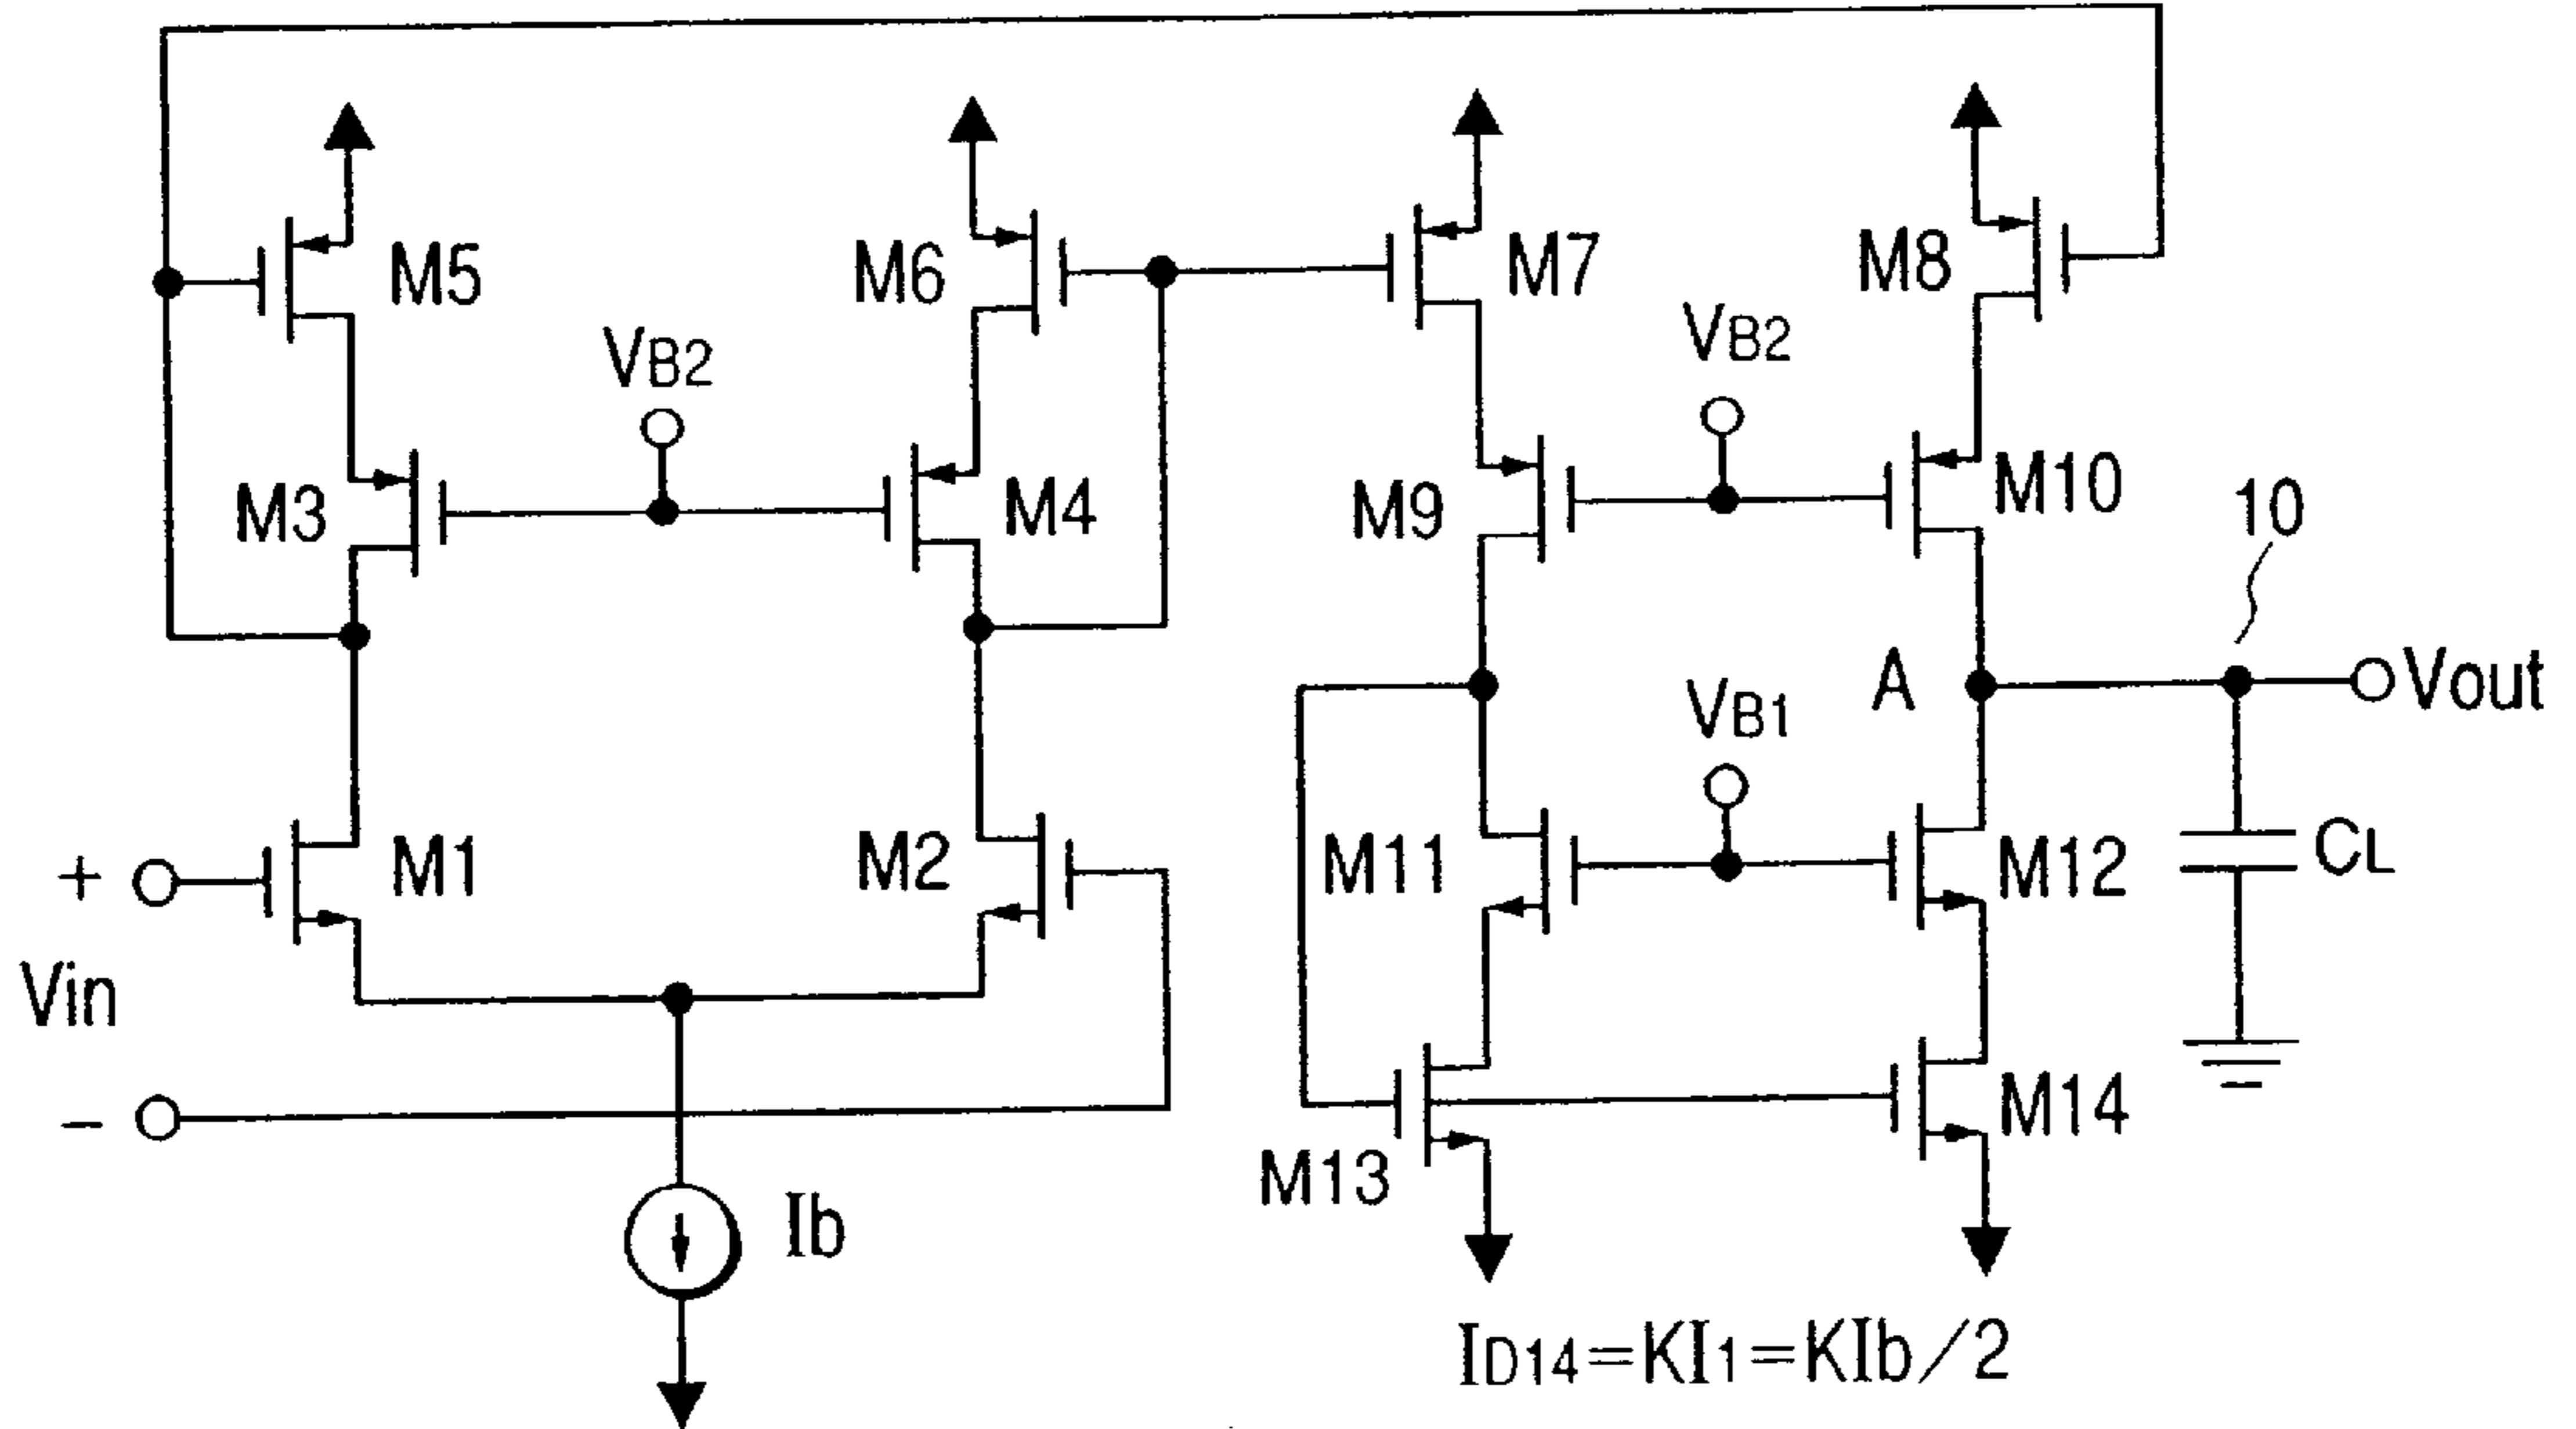 M5
M6
M7
M8
VB2
VB2
M3
M4
M9
M10
10
A
Vout
VB1
M1
M2
M11
M12
CL
+
Vin
−
M13
M14
Ib
ID14=KI1=KIb/2